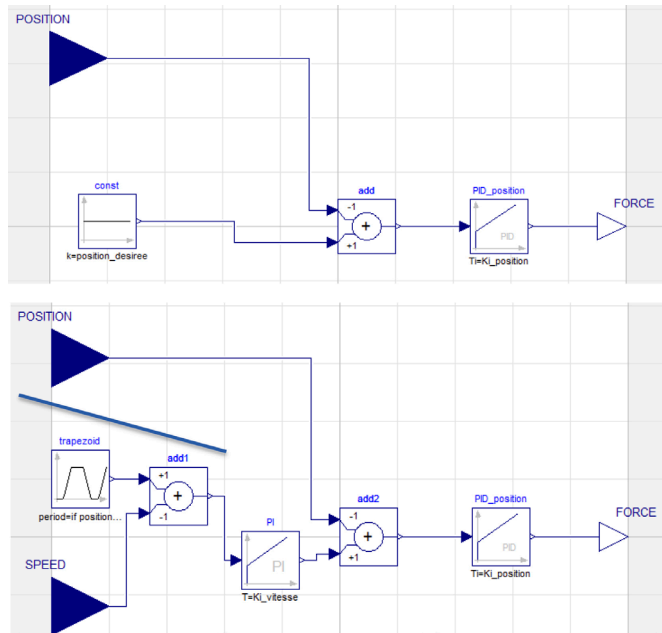 POSITION
const
k=position_desiree
add
-1
+
+1
PID_position
PID
Ti=Ki_position
FORCE
POSITION
trapezoid
period=if position...
add1
+1
+
-1
SPEED
PI
PI
T=Ki_vitesse
add2
-1
+
+1
PID_position
PID
Ti=Ki_position
FORCE